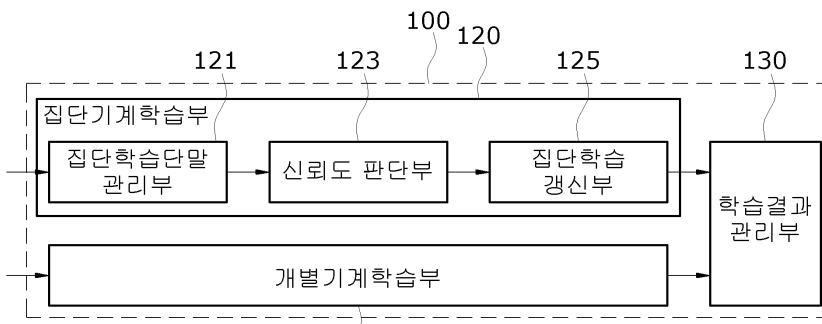 100
120
121
123
125
130
집단기계학습부
집단학습단말
관리부
신뢰도 판단부
집단학습
갱신부
학습결과
관리부
개별기계학습부